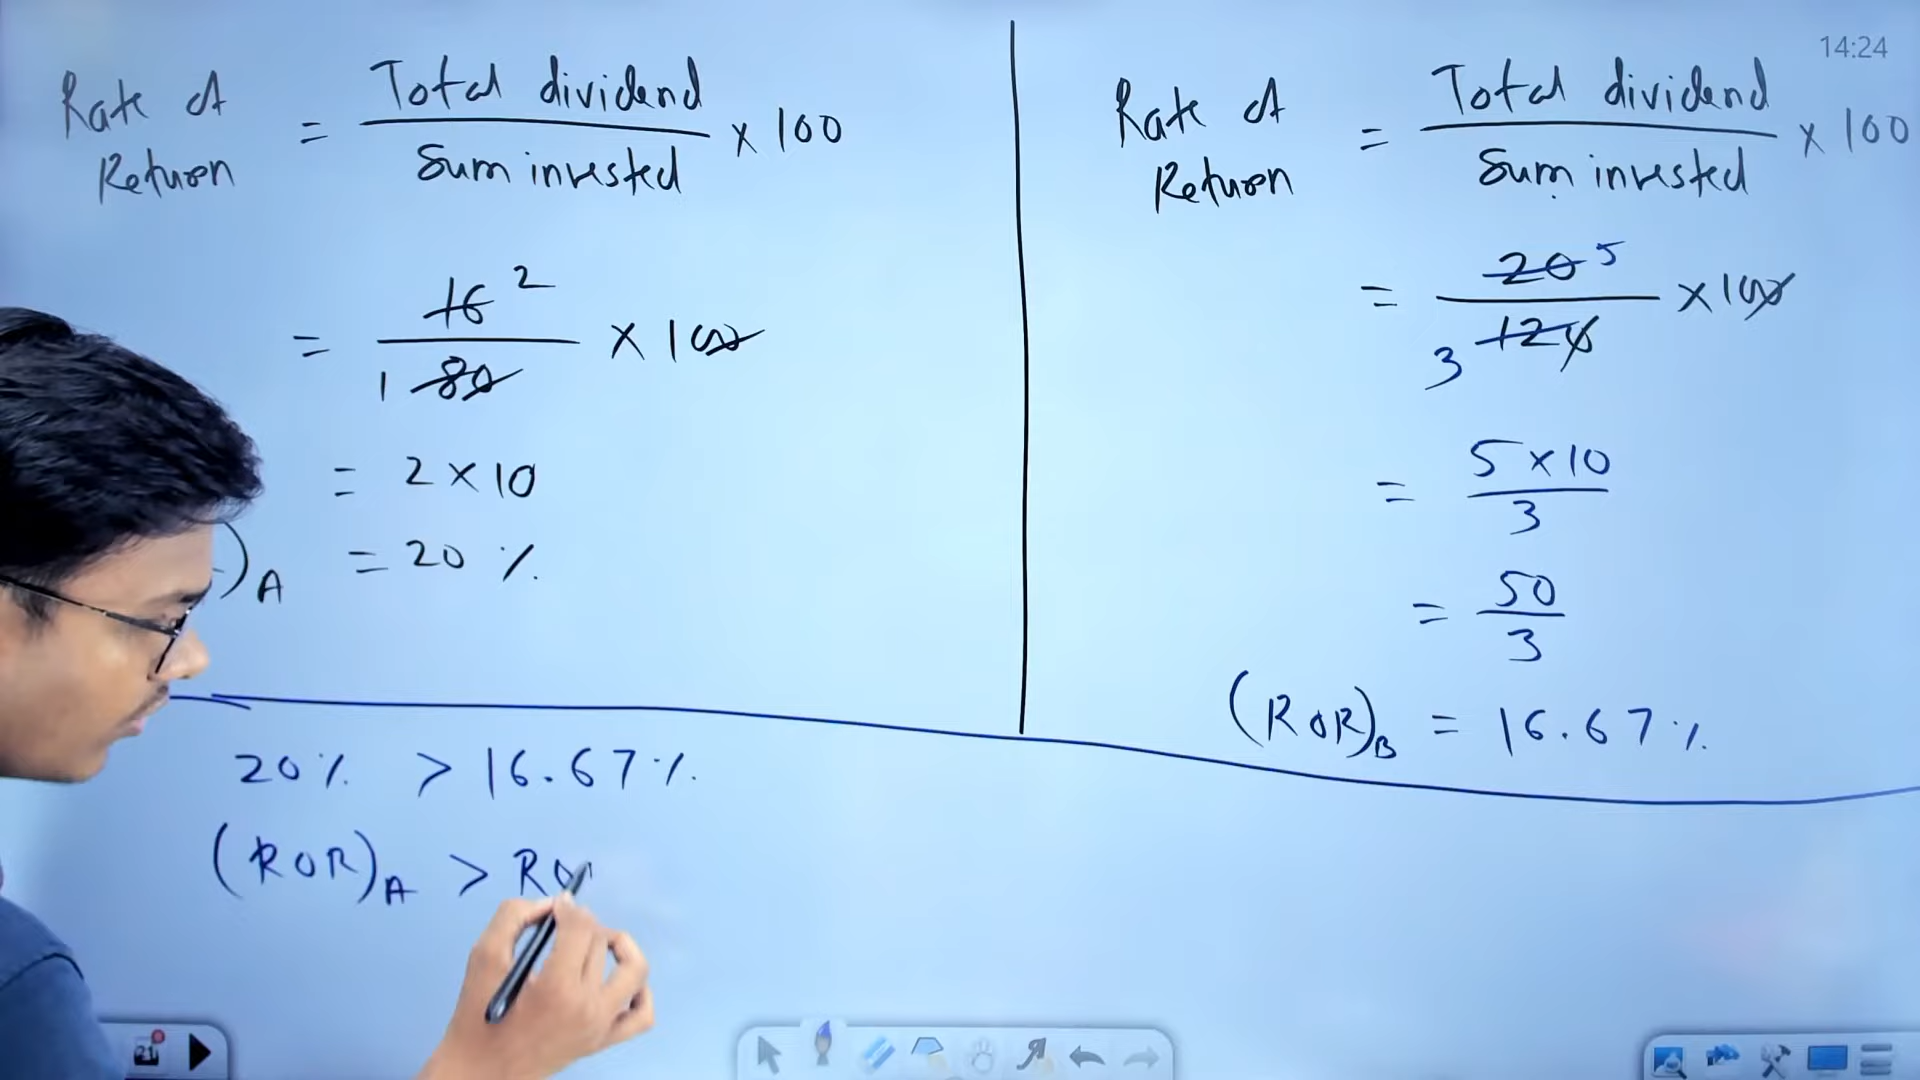 14:24
Rate of Return = Total dividend / Sum invested × 100
= 16 2 / 1 80 × 100
= 2 × 10
)A = 20 %
Rate of Return = Total dividend / Sum invested × 100
= 20 5 / 3 120 × 100
= 5 × 10 / 3
= 50 / 3
(ROR)B = 16.67 %
20 % > 16.67 %
(ROR)A > RO
21